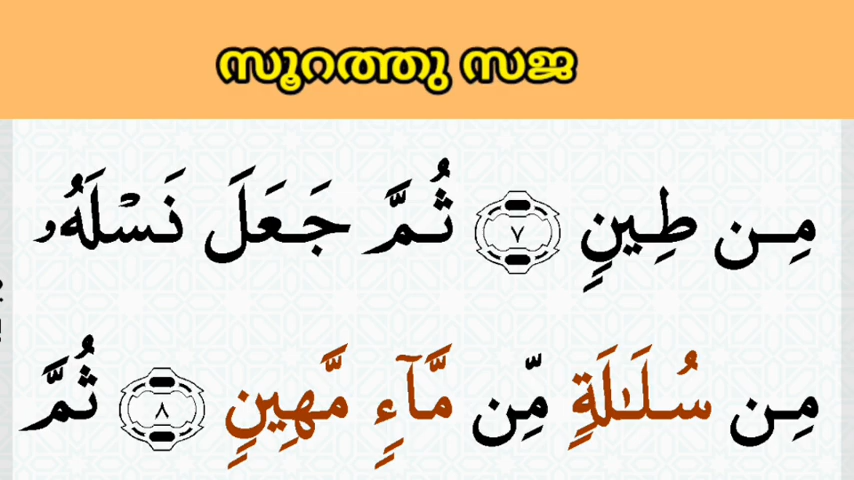 സൂറത്തു സജ
مِن طِينٍ ٧ ثُمَّ جَعَلَ نَسْلَهُۥ
مِن سُلَـٰلَةٍ مِّن مَّآءٍ مَّهِينٍ ٨ ثُمَّ